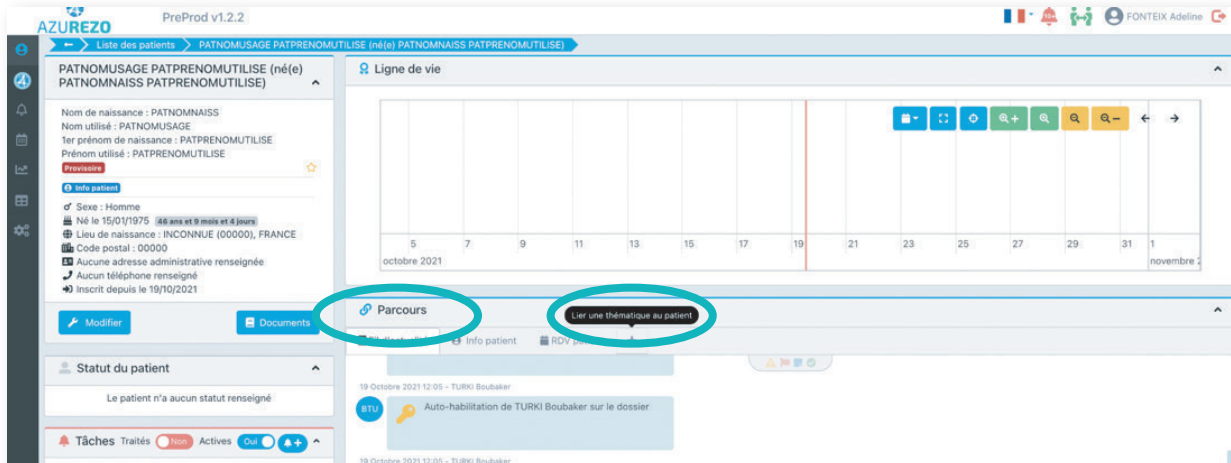 AZUREZO
PreProd v1.2.2
FONTEIX Adeline
Liste des patients
PATNOMUSAGE PATPRENOMUTILISE (né(e) PATNOMNAISS PATPRENOMUTILISE)
PATNOMUSAGE PATPRENOMUTILISE (né(e)
PATNOMNAISS PATPRENOMUTILISE)
Nom de naissance : PATNOMNAISS
Nom utilisé : PATNOMUSAGE
1er prénom de naissance : PATPRENOMUTILISE
Prénom utilisé : PATPRENOMUTILISE
Provisoire
Info patient
Sexe : Homme
Né le 15/01/1975 46 ans et 9 mois et 4 jours
Lieu de naissance : INCONNUE (00000), FRANCE
Code postal : 00000
Aucune adresse administrative renseignée
Aucun téléphone renseigné
Inscrit depuis le 19/10/2021
Modifier
Documents
Statut du patient
Le patient n'a aucun statut renseigné
Tâches Traités Non Actives Oui
Ligne de vie
5 7 9 11 13 15 17 19 21 23 25 27 29 31 1
octobre 2021
novembre
Parcours
Lier une thématique au patient
Info patient
RDV
19 Octobre 2021 12:05 - TURKI Boubaker
BTU
Auto-habilitation de TURKI Boubaker sur le dossier
19 Octobre 2021 12:05 - TURKI Boubaker